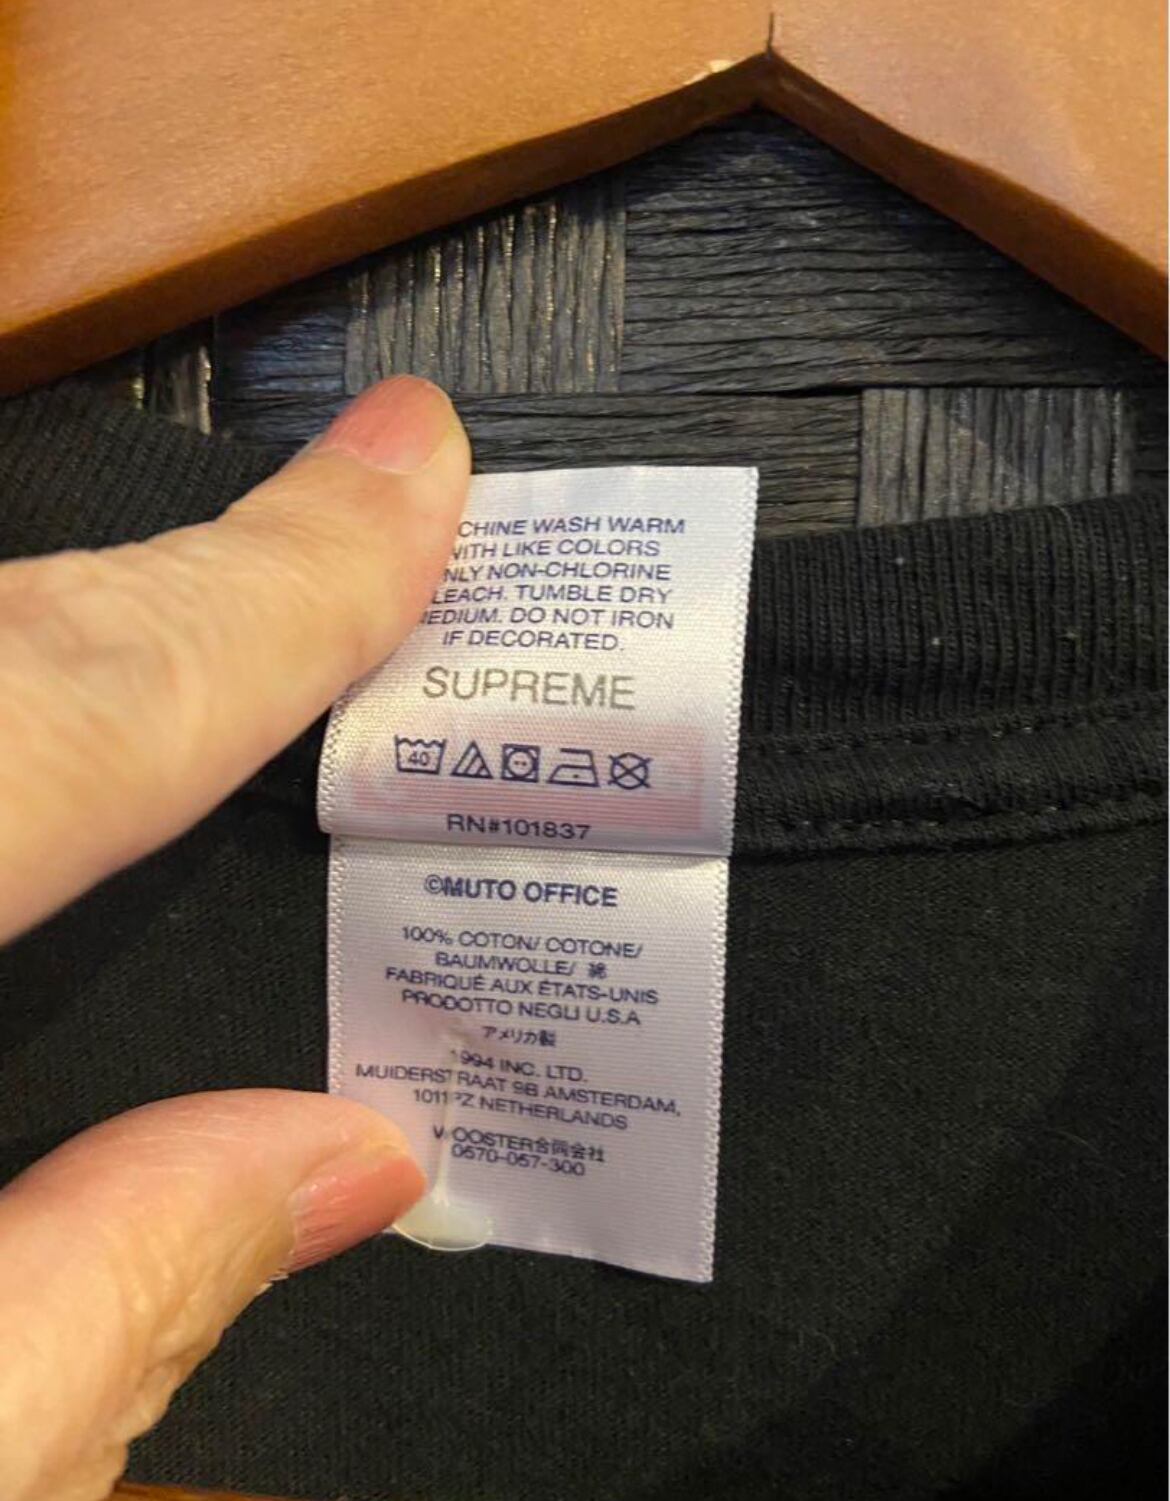 CHINE WASH WARM
WITH LIKE COLORS
NLY NON-CHLORINE
LEACH. TUMBLE DRY
MEDIUM. DO NOT IRON
IF DECORATED.
SUPREME
40
RN#101837
©MUTO OFFICE
100% COTON/ COTONE/
BAUMWOLLE/ 綿
FABRIQUÉ AUX ÉTATS-UNIS
PRODOTTO NEGLI U.S.A
アメリカ製
1994 INC. LTD.
MUIDERSTRAAT 9B AMSTERDAM,
1011PZ NETHERLANDS
WOOSTER合同会社
0570-057-300